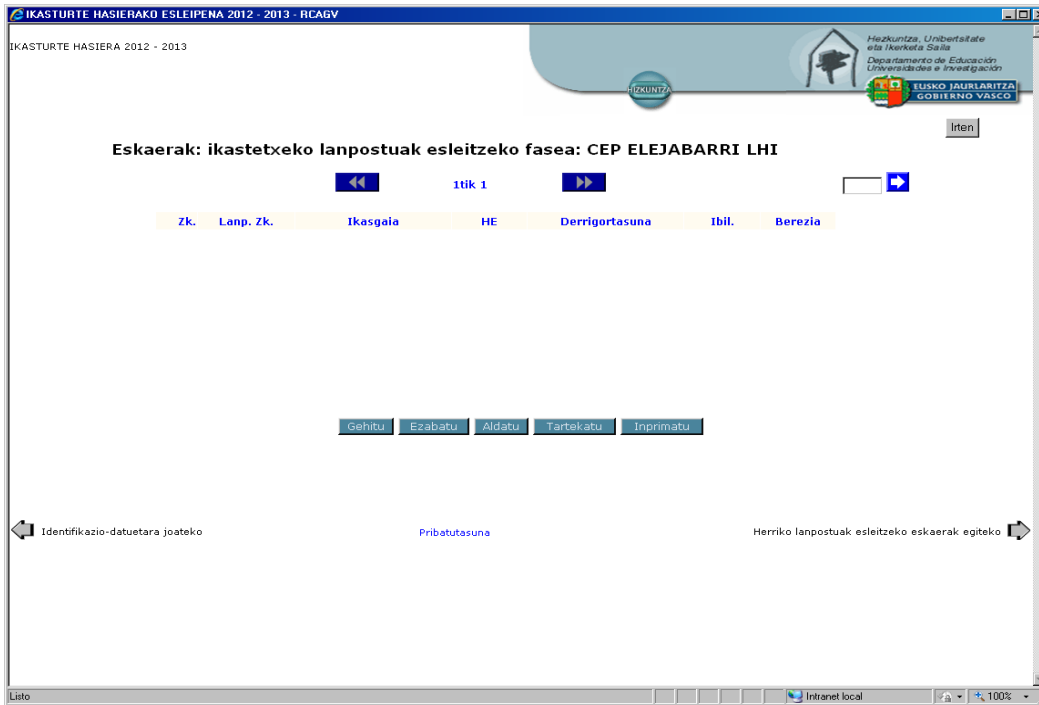 IKASTURTE HASIERAKO ESLEIPENA 2012 - 2013 - RCAGV
IKASTURTE HASIERA 2012 - 2013
Hezkuntza, Unibertsitate
eta Ikerketa Saila
Departamento de Educación
Universidades e Investigación
HIZKUNTZA
EUSKO JAURLARITZA
GOBIERNO VASCO
Irten
Eskaerak: ikastetxeko lanpostuak esleitzeko fasea: CEP ELEJABARRI LHI
1tik 1
Zk. Lanp. Zk. Ikasgaia HE Derrigortasuna Ibil. Berezia
Gehitu Ezabatu Aldatu Tartekatu Inprimatu
Identifikazio-datuetara joateko Pribatutasuna Herriko lanpostuak esleitzeko eskaerak egiteko
Listo Intranet local 100%